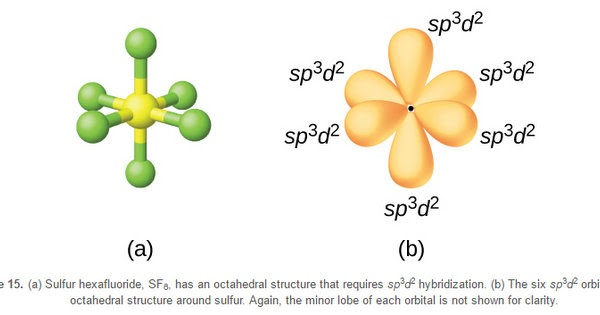 sp³d²
sp³d² sp³d²
sp³d² sp³d²
sp³d²
(a) (b)
15. (a) Sulfur hexafluoride, SF₆, has an octahedral structure that requires sp³d² hybridization. (b) The six sp³d²
octahedral structure around sulfur. Again, the minor lobe of each orbital is not shown for clarity.